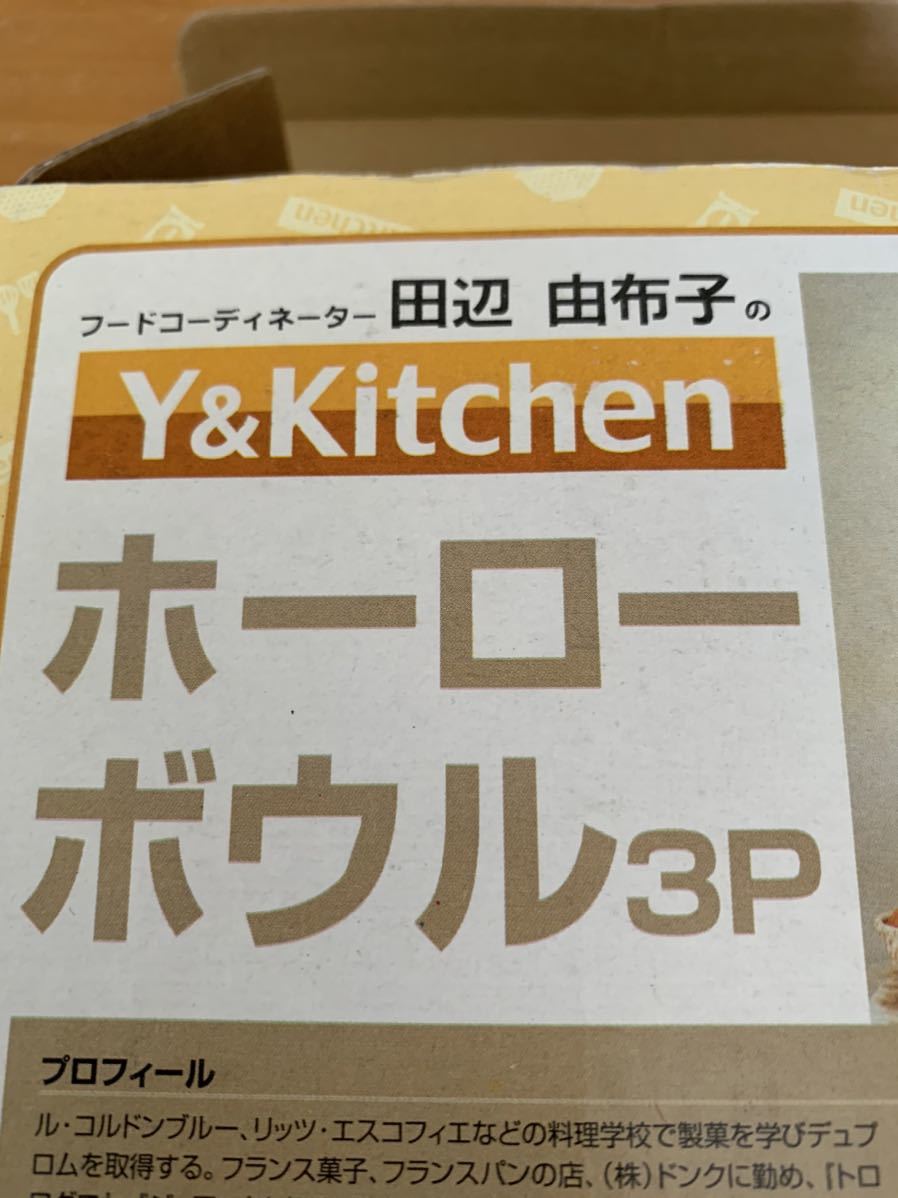 フードコーディネーター 田辺 由布子の
Y&Kitchen
ホーロー
ボウル3P
プロフィール
ル・コルドンブルー、リッツ・エスコフィエなどの料理学校で製菓を学びデュプ
ロムを取得する。フランス菓子、フランスパンの店、(株)ドンクに勤め、『トロ